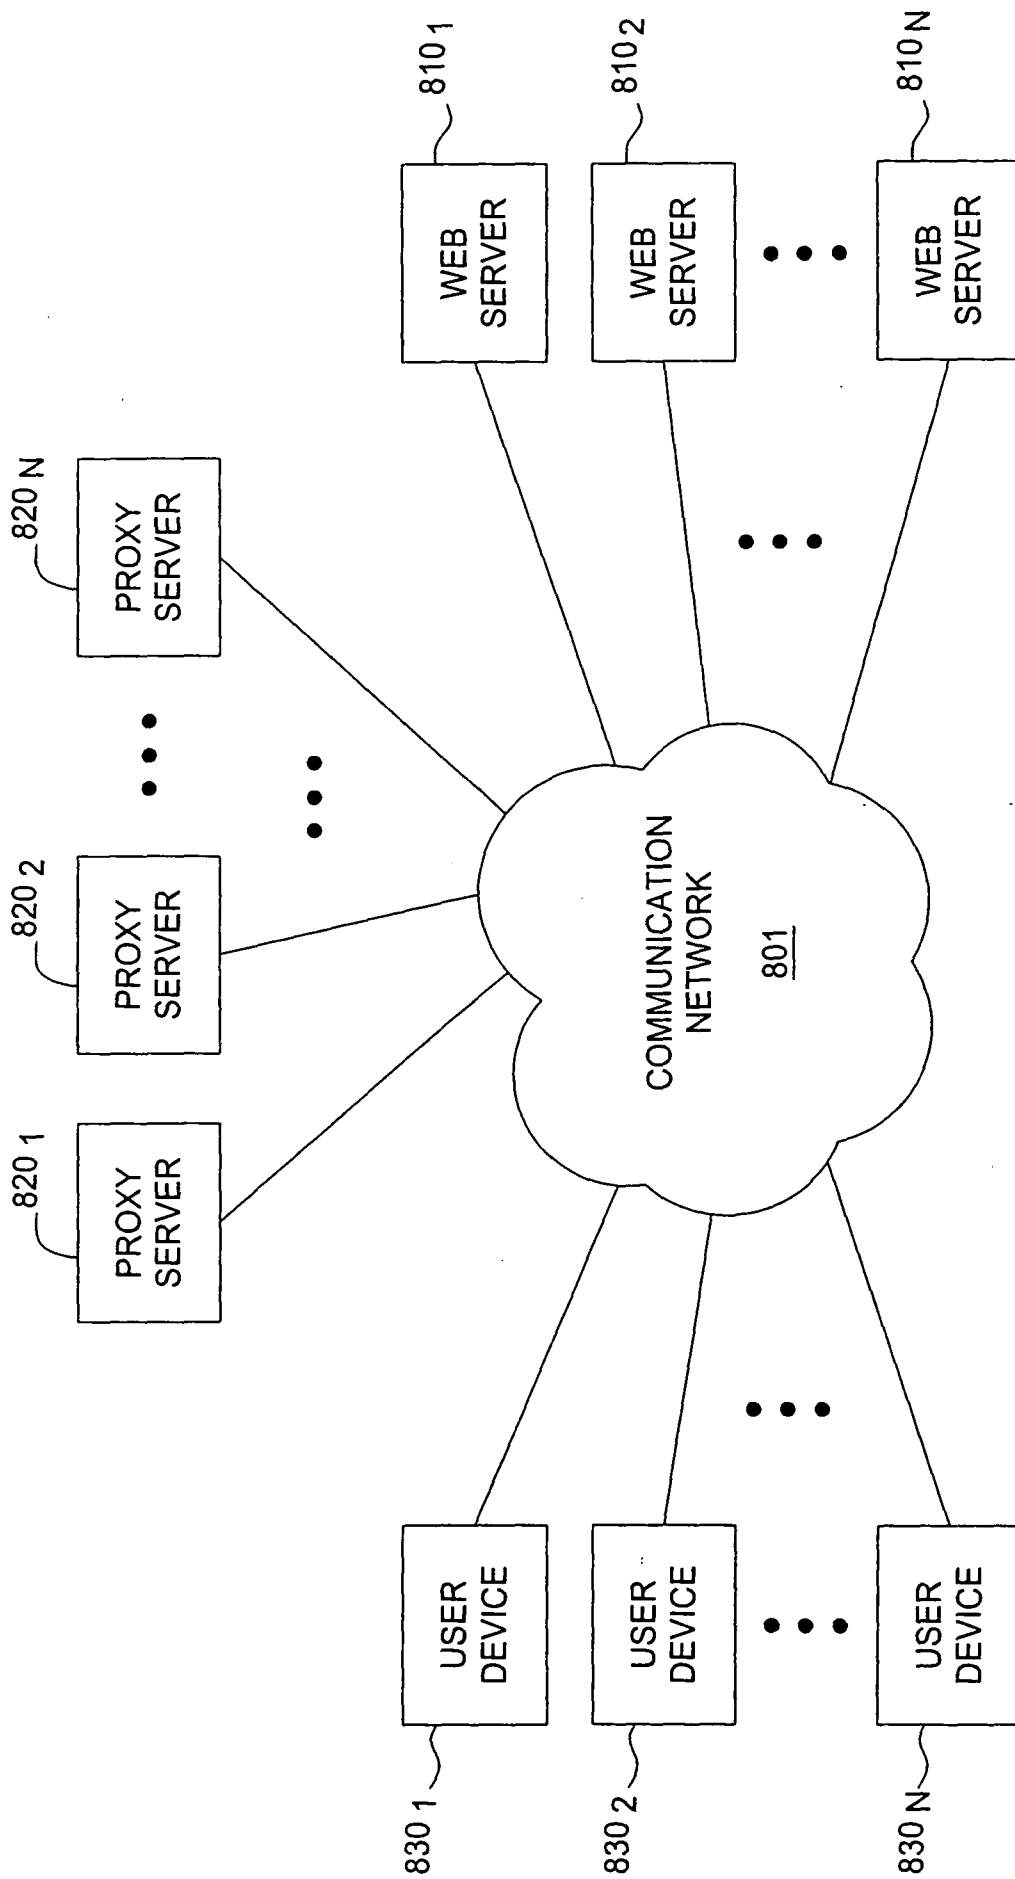 820 1
820 2
820 N
PROXY
SERVER
PROXY
SERVER
PROXY
SERVER
830 1
USER
DEVICE
WEB
SERVER
810 1
830 2
USER
DEVICE
COMMUNICATION
NETWORK
801
WEB
SERVER
810 2
830 N
USER
DEVICE
WEB
SERVER
810 N